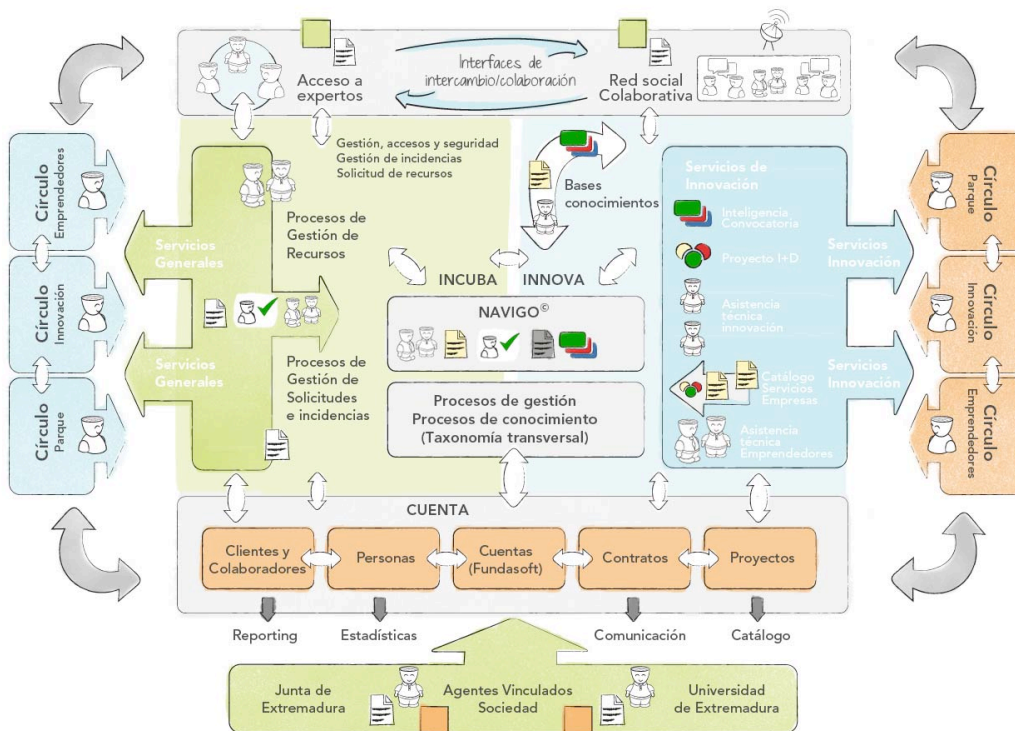 Acceso a
expertos
Interfaces de
intercambio/colaboración
Red social
Colaborativa
Círculo
Emprendedores
Círculo
Innovación
Círculo
Parque
Gestión, accesos y seguridad
Gestión de incidencias
Solicitud de recursos
Procesos de
Gestión de
Recursos
Servicios
Generales
Servicios
Generales
Procesos de
Gestión de
Solicitudes
e incidencias
Bases
conocimientos
INCUBA
INNOVA
NAVIGO©
Procesos de gestión
Procesos de conocimiento
(Taxonomía transversal)
Servicios de
Innovación
Inteligencia
Convocatoria
Proyecto I+D
Asistencia
técnica
innovación
Catálogo
Servicios
Empresas
Asistencia
técnica
Emprendedores
Servicios
Innovación
Servicios
Innovación
Círculo
Parque
Círculo
Innovación
Círculo
Emprendedores
CUENTA
Clientes y
Colaboradores
Personas
Cuentas
(Fundasoft)
Contratos
Proyectos
Reporting
Estadísticas
Comunicación
Catálogo
Junta de
Extremadura
Agentes Vinculados
Sociedad
Universidad
de Extremadura